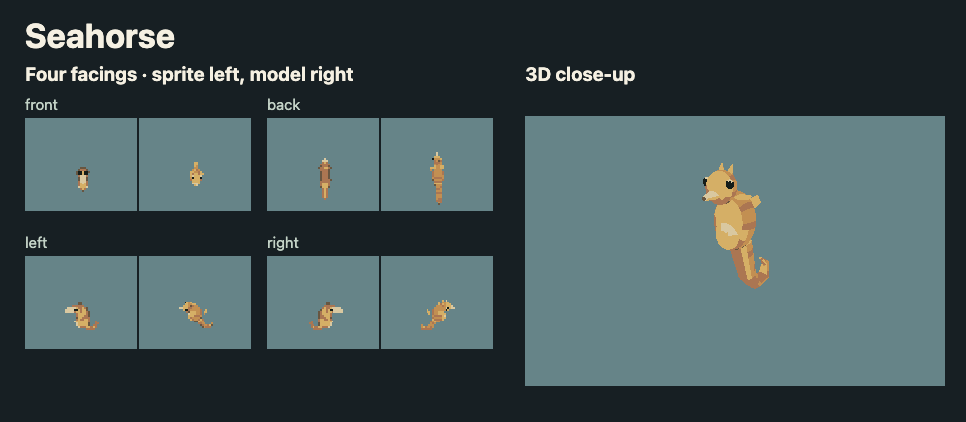 Seahorse
Four facings · sprite left, model right
3D close-up
front
back
left
right